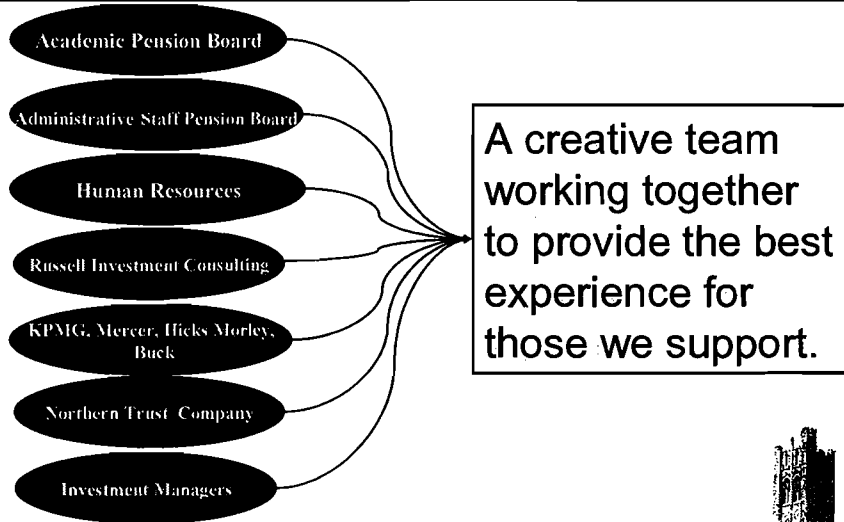 Academic Pension Board
Administrative Staff Pension Board
Human Resources
Russell Investment Consulting
KPMG, Mercer, Hicks Morley,
Buck
Northern Trust Company
Investment Managers
A creative team
working together
to provide the best
experience for
those we support.